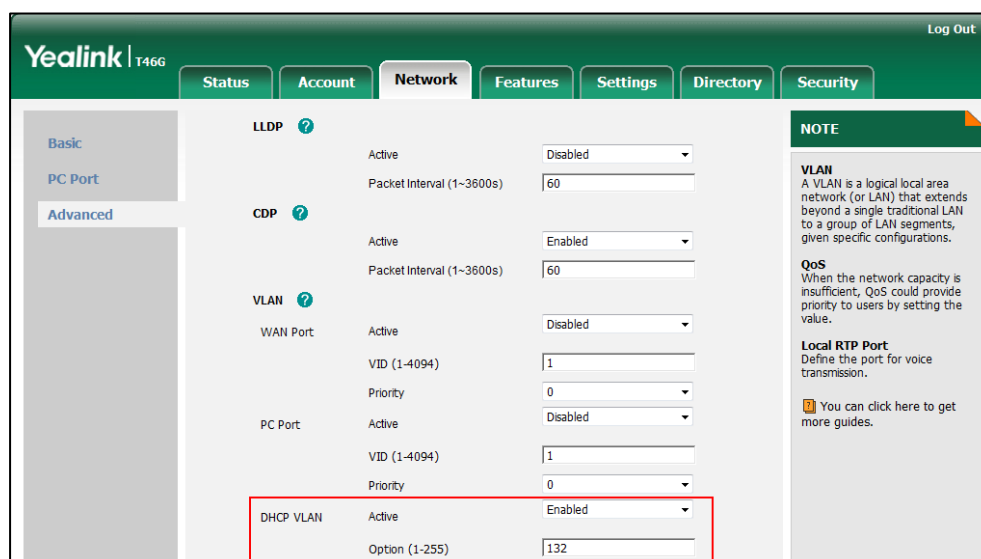 Log Out
Yealink | T46G
Status Account Network Features Settings Directory Security
Basic
PC Port
Advanced
LLDP ?
Active Disabled
Packet Interval (1~3600s) 60
CDP ?
Active Enabled
Packet Interval (1~3600s) 60
VLAN ?
WAN Port Active Disabled
VID (1-4094) 1
Priority 0
PC Port Active Disabled
VID (1-4094) 1
Priority 0
DHCP VLAN Active Enabled
Option (1-255) 132
NOTE
VLAN
A VLAN is a logical local area
network (or LAN) that extends
beyond a single traditional LAN
to a group of LAN segments,
given specific configurations.
QoS
When the network capacity is
insufficient, QoS could provide
priority to users by setting the
value.
Local RTP Port
Define the port for voice
transmission.
? You can click here to get
more guides.